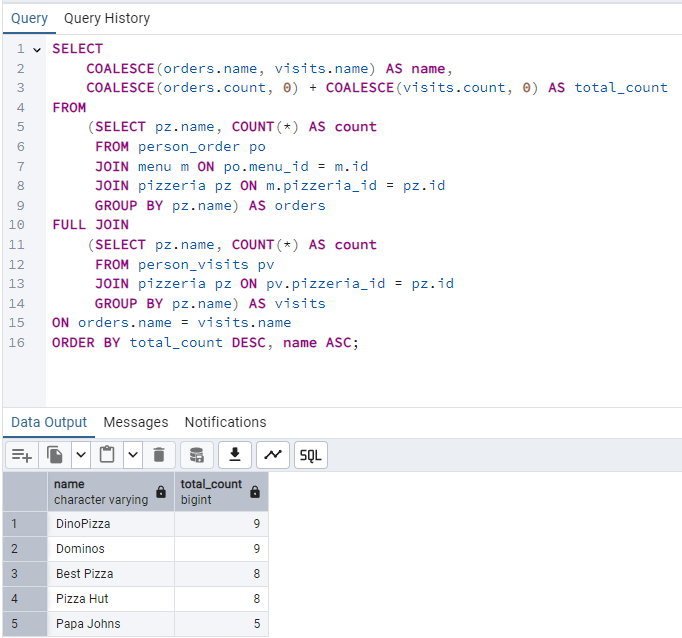 Query Query History
1 SELECT
2 COALESCE(orders.name, visits.name) AS name,
3 COALESCE(orders.count, 0) + COALESCE(visits.count, 0) AS total_count
4 FROM
5 (SELECT pz.name, COUNT(*) AS count
6 FROM person_order po
7 JOIN menu m ON po.menu_id = m.id
8 JOIN pizzeria pz ON m.pizzeria_id = pz.id
9 GROUP BY pz.name) AS orders
10 FULL JOIN
11 (SELECT pz.name, COUNT(*) AS count
12 FROM person_visits pv
13 JOIN pizzeria pz ON pv.pizzeria_id = pz.id
14 GROUP BY pz.name) AS visits
15 ON orders.name = visits.name
16 ORDER BY total_count DESC, name ASC;
Data Output Messages Notifications
SQL
name total_count
character varying bigint
1 DinoPizza 9
2 Dominos 9
3 Best Pizza 8
4 Pizza Hut 8
5 Papa Johns 5